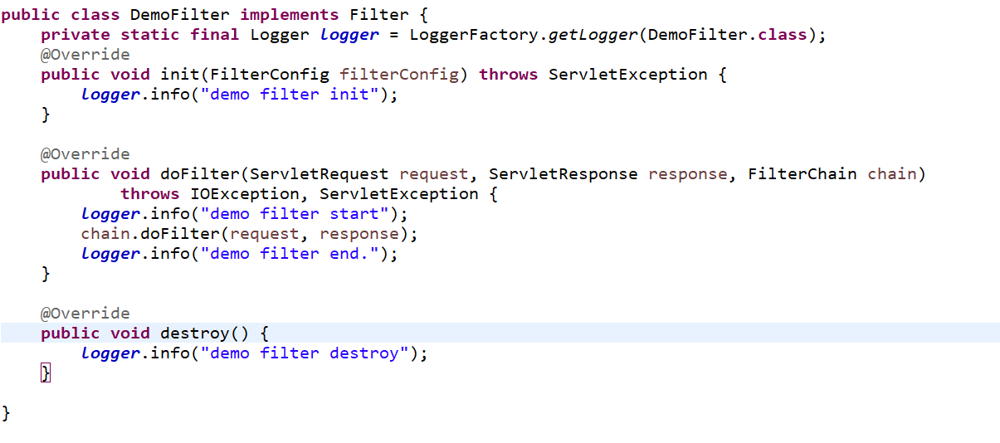 public class DemoFilter implements Filter {
    private static final Logger logger = LoggerFactory.getLogger(DemoFilter.class);
    @Override
    public void init(FilterConfig filterConfig) throws ServletException {
        logger.info("demo filter init");
    }

    @Override
    public void doFilter(ServletRequest request, ServletResponse response, FilterChain chain)
            throws IOException, ServletException {
        logger.info("demo filter start");
        chain.doFilter(request, response);
        logger.info("demo filter end.");
    }

    @Override
    public void destroy() {
        logger.info("demo filter destroy");
    }

}